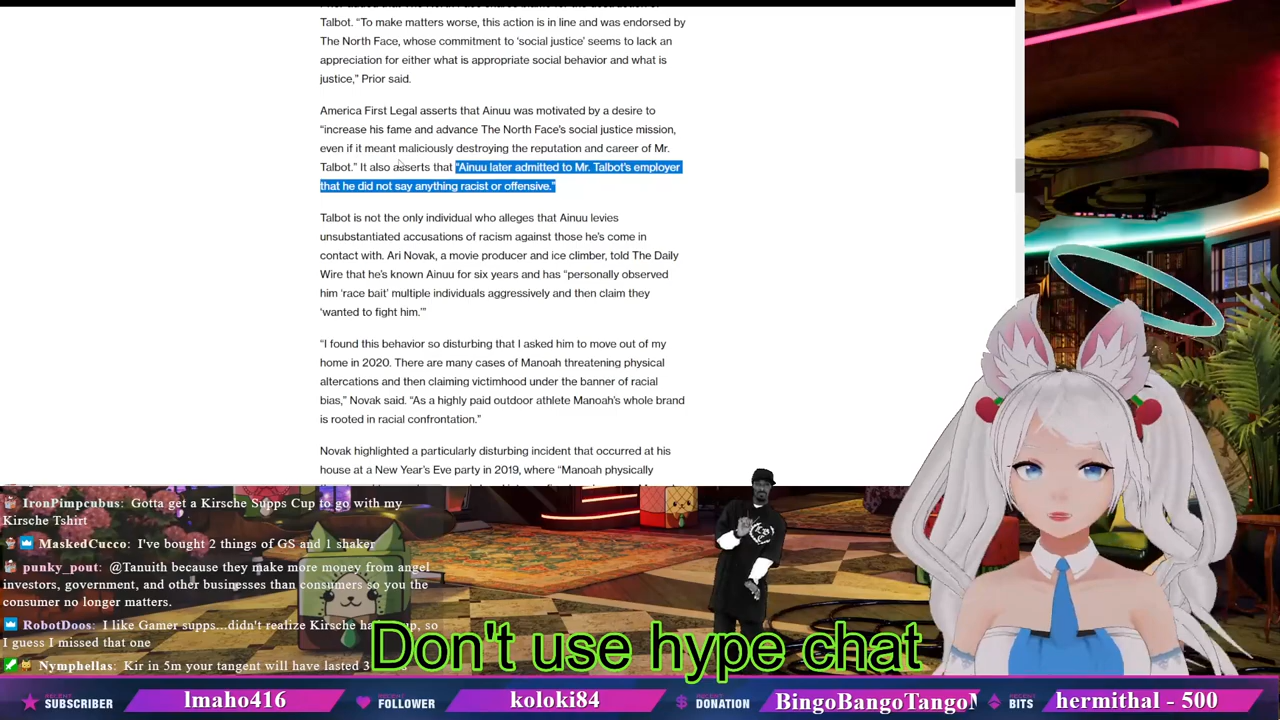 Talbot. “To make matters worse, this action is in line and was endorsed by
The North Face, whose commitment to ‘social justice’ seems to lack an
appreciation for either what is appropriate social behavior and what is
justice,” Prior said.
America First Legal asserts that Ainuu was motivated by a desire to
“increase his fame and advance The North Face’s social justice mission,
even if it meant maliciously destroying the reputation and career of Mr.
Talbot.” It also asserts that “Ainuu later admitted to Mr. Talbot’s employer
that he did not say anything racist or offensive.”
Talbot is not the only individual who alleges that Ainuu levies
unsubstantiated accusations of racism against those he’s come in
contact with. Ari Novak, a movie producer and ice climber, told The Daily
Wire that he’s known Ainuu for six years and has “personally observed
him ‘race bait’ multiple individuals aggressively and then claim they
‘wanted to fight him.’”
“I found this behavior so disturbing that I asked him to move out of my
home in 2020. There are many cases of Manoah threatening physical
altercations and then claiming victimhood under the banner of racial
bias,” Novak said. “As a highly paid outdoor athlete Manoah’s whole brand
is rooted in racial confrontation.”
Novak highlighted a particularly disturbing incident that occurred at his
house at a New Year’s Eve party in 2019, where “Manoah physically
IronPimpcubus: Gotta get a Kirsche Supps Cup to go with my
Kirsche Tshirt
MaskedCucco: I've bought 2 things of GS and 1 shaker
punky_pout: @Tanuith because they make more money from angel
investors, government, and other businesses than consumers so you the
consumer no longer matters.
RobotDoos: I like Gamer supps...didn't realize Kirsche ha up, so
I guess I missed that one
Nymphellas: Kir in 5m your tangent will have lasted 3
Don't use hype chat
RECENT SUBSCRIBER lmaho416 RECENT FOLLOWER koloki84 RECENT DONATION BingoBangoTango RECENT BITS hermithal - 500